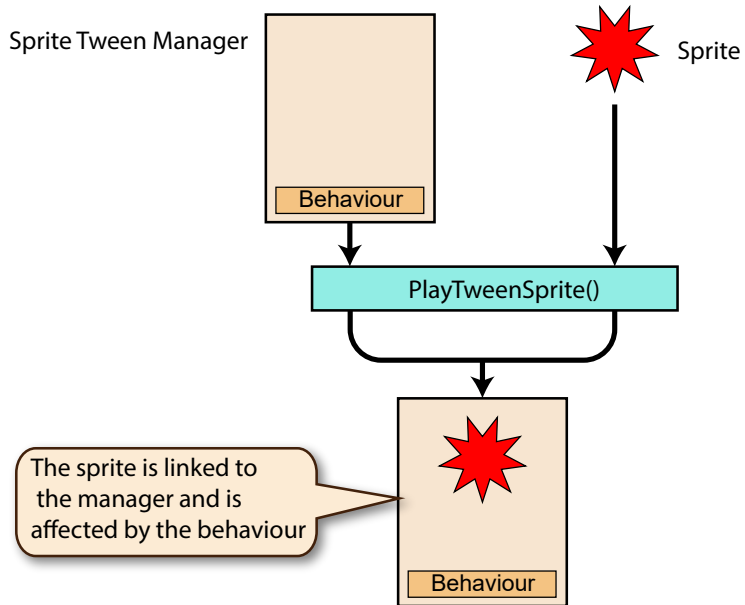 Sprite Tween Manager
Sprite
Behaviour
PlayTweenSprite()
The sprite is linked to
the manager and is
affected by the behaviour
Behaviour